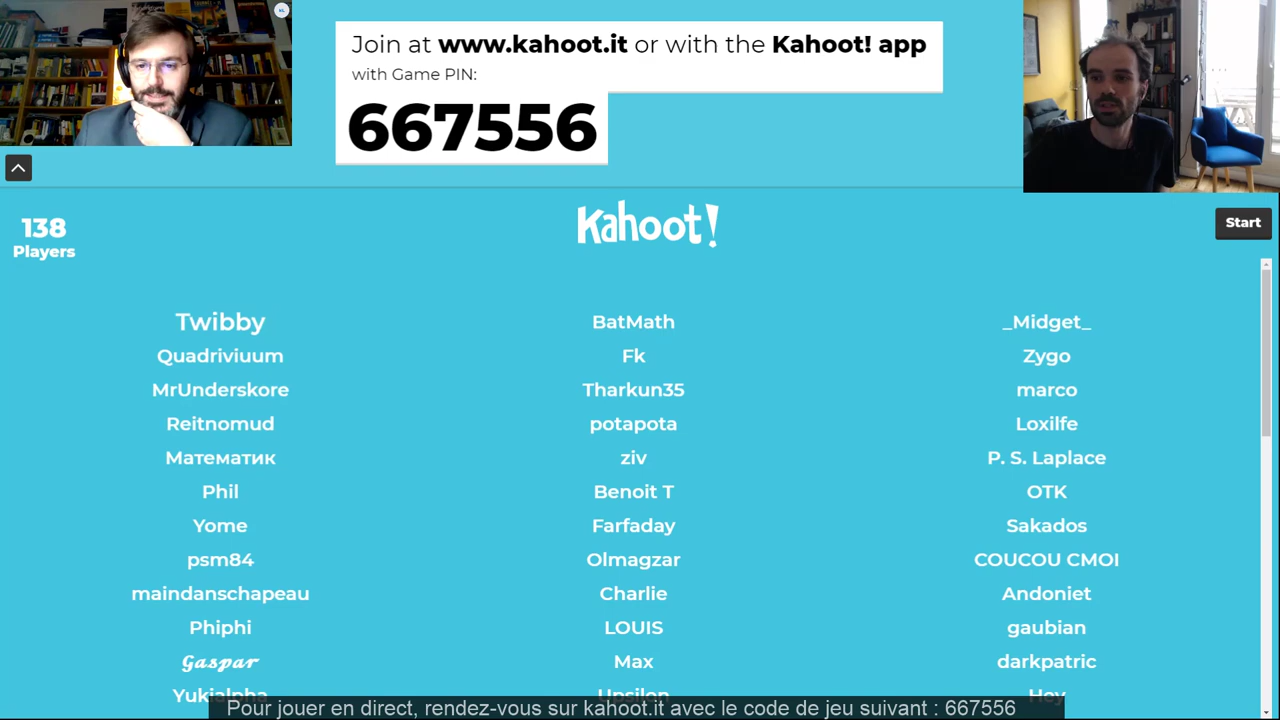 Join at www.kahoot.it or with the Kahoot! app
with Game PIN:
667556
138
Players
Kahoot!
Start
Twibby
BatMath
_Midget_
Quadriviuum
Fk
Zygo
MrUnderskore
Tharkun35
marco
Reitnomud
potapota
Loxilfe
Математик
ziv
P. S. Laplace
Phil
Benoit T
OTK
Yome
Farfaday
Sakados
psm84
Olmagzar
COUCOU CMOI
maindanschapeau
Charlie
Andoniet
Phiphi
LOUIS
gaubian
Gaspar
Max
darkpatric
Yukialpha
Upsilon
Hey
Pour jouer en direct, rendez-vous sur kahoot.it avec le code de jeu suivant : 667556